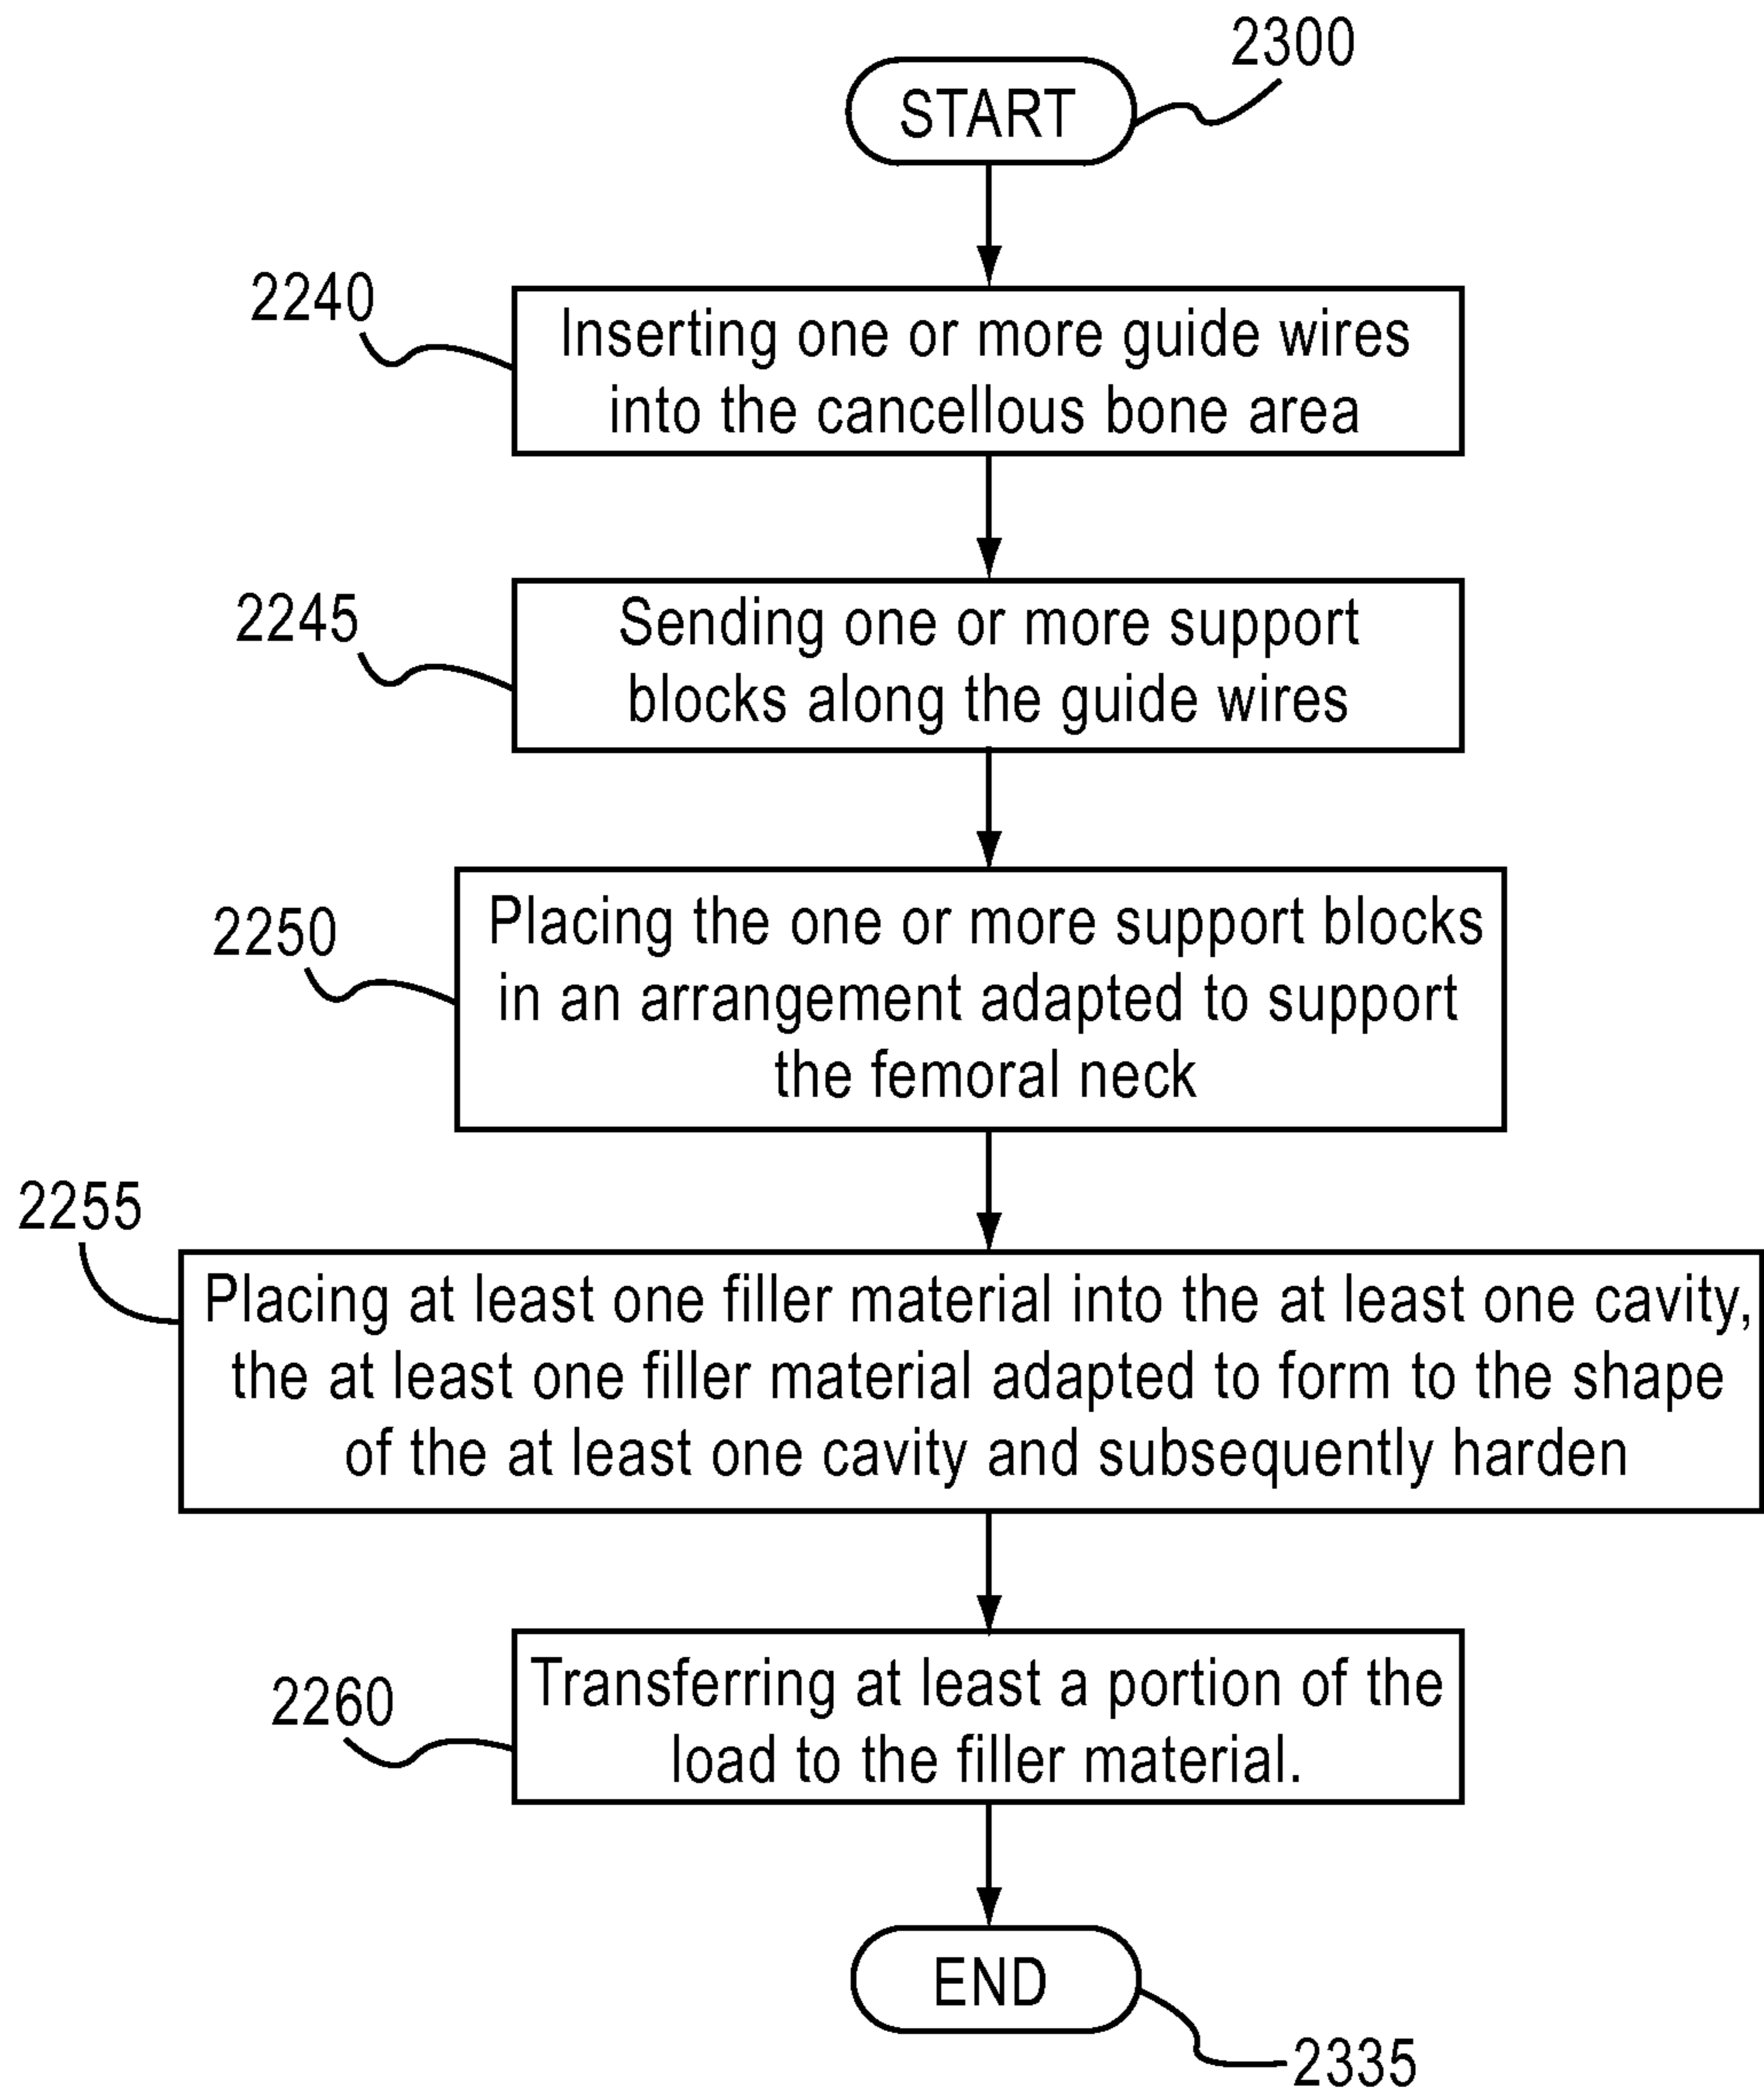 2300
START
2240
Inserting one or more guide wires
into the cancellous bone area
2245
Sending one or more support
blocks along the guide wires
2250
Placing the one or more support blocks
in an arrangement adapted to support
the femoral neck
2255
Placing at least one filler material into the at least one cavity,
the at least one filler material adapted to form to the shape
of the at least one cavity and subsequently harden
2260
Transferring at least a portion of the
load to the filler material.
END
2335